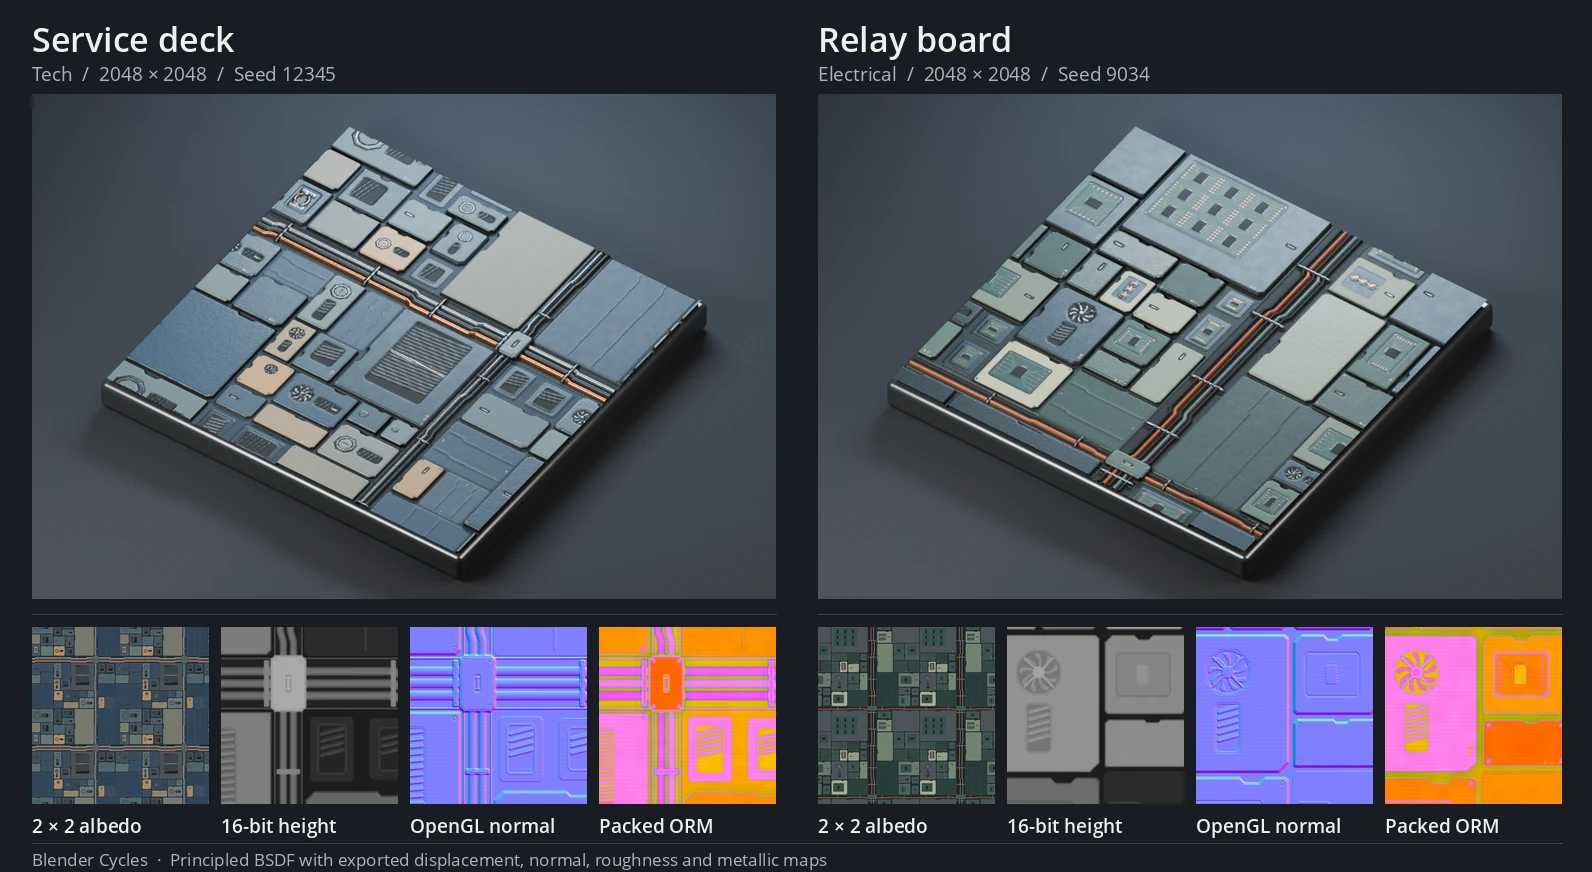 Service deck
Tech / 2048 × 2048 / Seed 12345
Relay board
Electrical / 2048 × 2048 / Seed 9034
2 × 2 albedo
16-bit height
OpenGL normal
Packed ORM
2 × 2 albedo
16-bit height
OpenGL normal
Packed ORM
Blender Cycles · Principled BSDF with exported displacement, normal, roughness and metallic maps